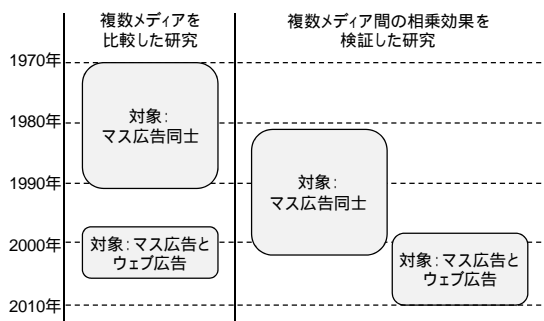 複数メディアを
比較した研究
複数メディア間の相乗効果を
検証した研究
1970年
1980年
1990年
2000年
2010年
対象：
マス広告同士
対象：マス広告と
ウェブ広告
対象：
マス広告同士
対象：マス広告と
ウェブ広告